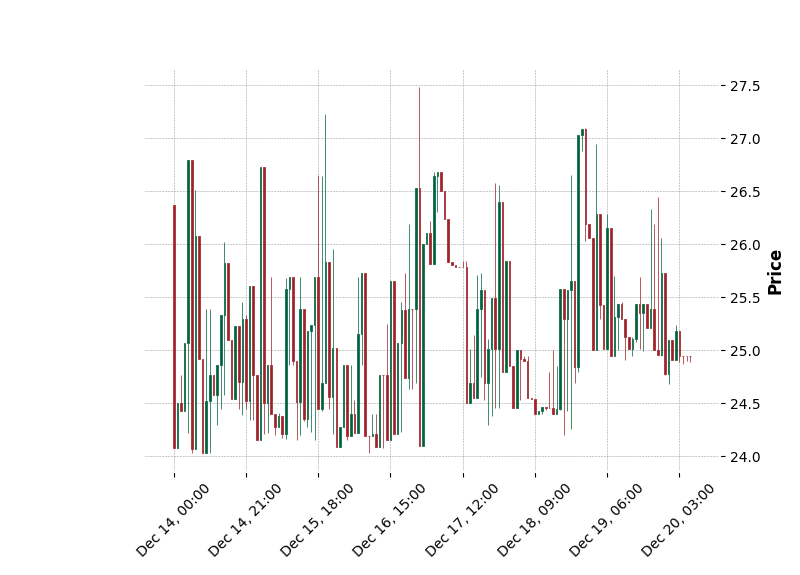 27.5
27.0
26.5
26.0
25.5
25.0
24.5
24.0
Price
Dec 14, 00:00
Dec 14, 21:00
Dec 15, 18:00
Dec 16, 15:00
Dec 17, 12:00
Dec 18, 09:00
Dec 19, 06:00
Dec 20, 03:00